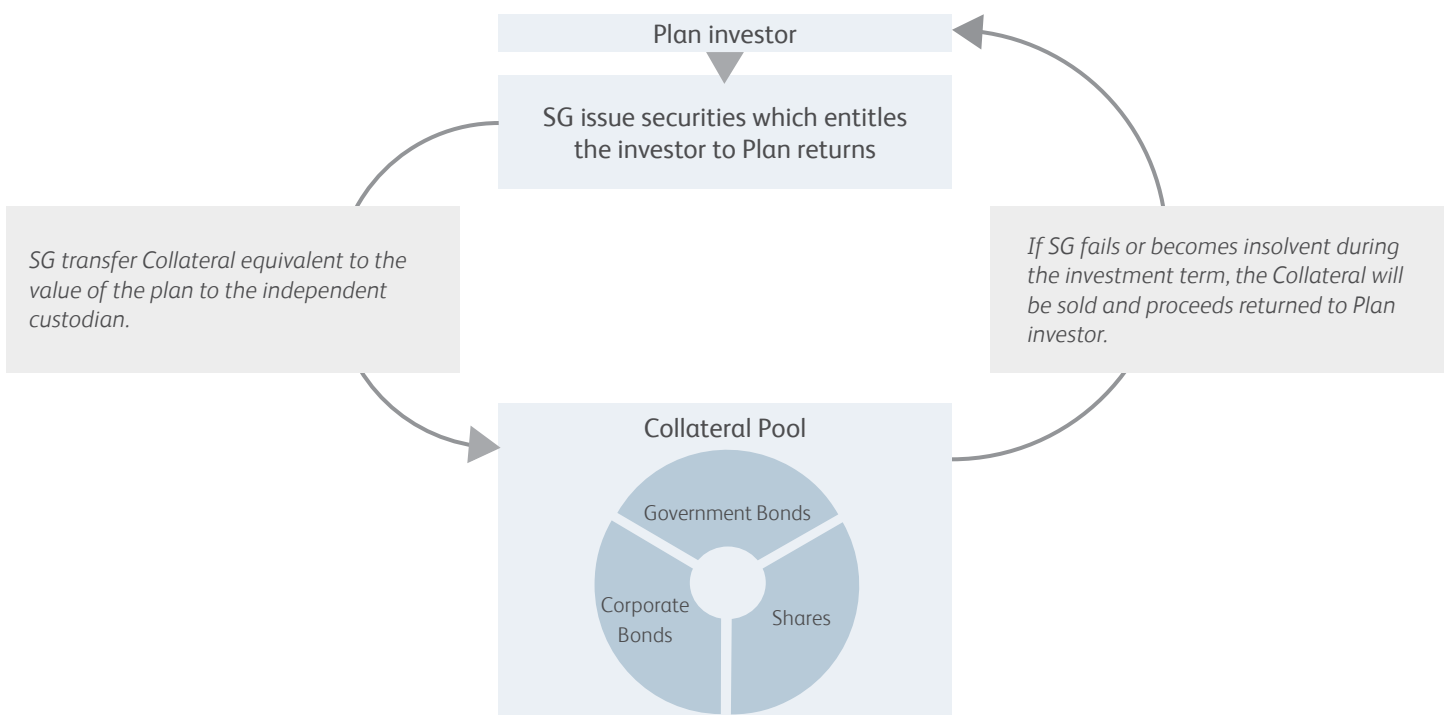 Plan investor
SG issue securities which entitles
the investor to Plan returns
SG transfer Collateral equivalent to the
value of the plan to the independent
custodian.
If SG fails or becomes insolvent during
the investment term, the Collateral will
be sold and proceeds returned to Plan
investor.
Collateral Pool
Government Bonds
Corporate
Bonds
Shares